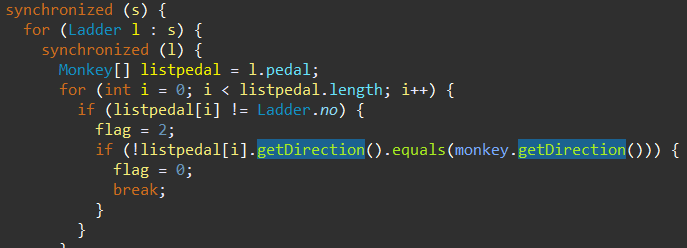 synchronized (s) {
for (Ladder l : s) {
synchronized (l) {
Monkey[] listpedal = l.pedal;
for (int i = 0; i < listpedal.length; i++) {
if (listpedal[i] != Ladder.no) {
flag = 2;
if (!listpedal[i].getDirection().equals(monkey.getDirection())) {
flag = 0;
break;
}
}
}